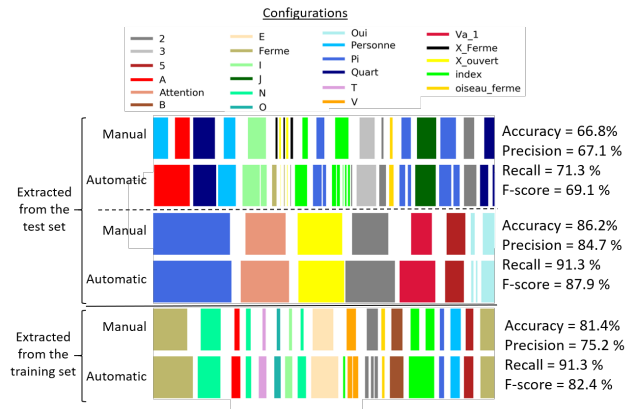 Configurations
2 E Oui Va_1
3 Ferme Personne X_Ferme
5 I Pi X_ouvert
A J Quart index
Attention N T oiseau_ferme
B O V
Extracted from the test set
Manual
Automatic
Accuracy = 66.8%
Precision = 67.1 %
Recall = 71.3 %
F-score = 69.1 %
Manual
Automatic
Accuracy = 86.2%
Precision = 84.7 %
Recall = 91.3 %
F-score = 87.9 %
Extracted from the training set
Manual
Automatic
Accuracy = 81.4%
Precision = 75.2 %
Recall = 91.3 %
F-score = 82.4 %